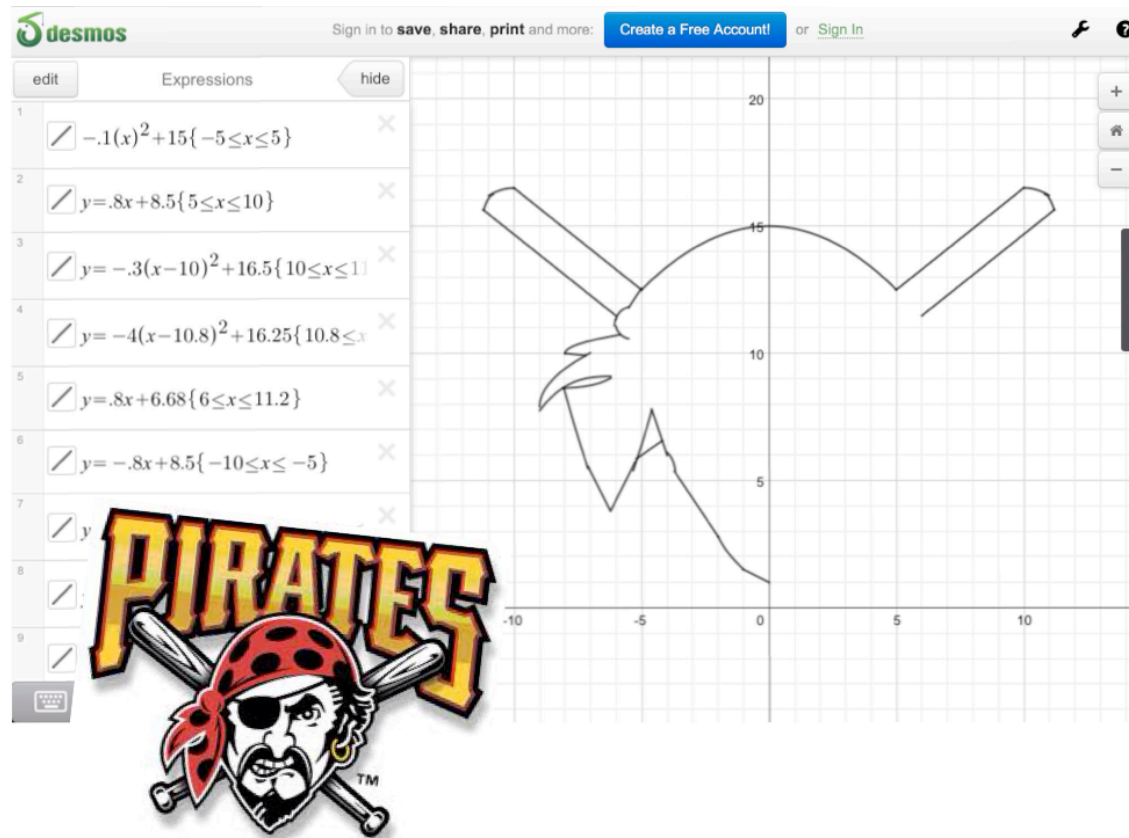 desmos
Sign in to save, share, print and more: Create a Free Account! or Sign In
edit Expressions hide
1
-.1(x)²+15{-5≤x≤5}
2
y=.8x+8.5{5≤x≤10}
3
y=-.3(x-10)²+16.5{10≤x≤11
4
y=-4(x-10.8)²+16.25{10.8≤x
5
y=.8x+6.68{6≤x≤11.2}
6
y=-.8x+8.5{-10≤x≤-5}
7
y
8
9
20
15
10
5
-10 -5 0 5 10
PIRATES
TM